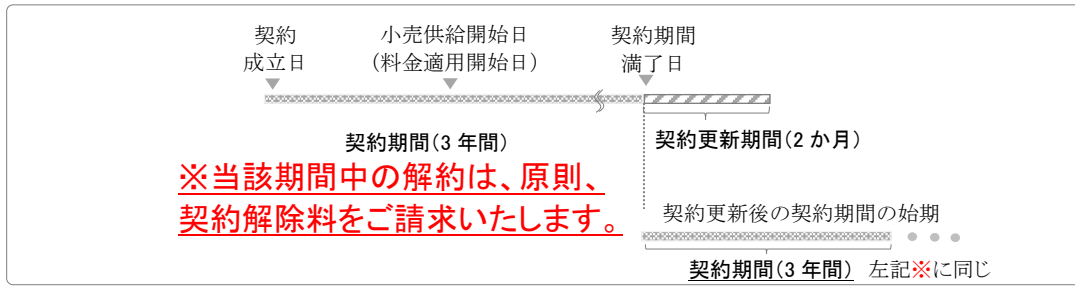 契約
成立日
小売供給開始日
(料金適用開始日)
契約期間
満了日
契約期間(3年間)
契約更新期間(2か月)
※当該期間中の解約は、原則、
契約解除料をご請求いたします。
契約更新後の契約期間の始期
契約期間(3年間) 左記※に同じ